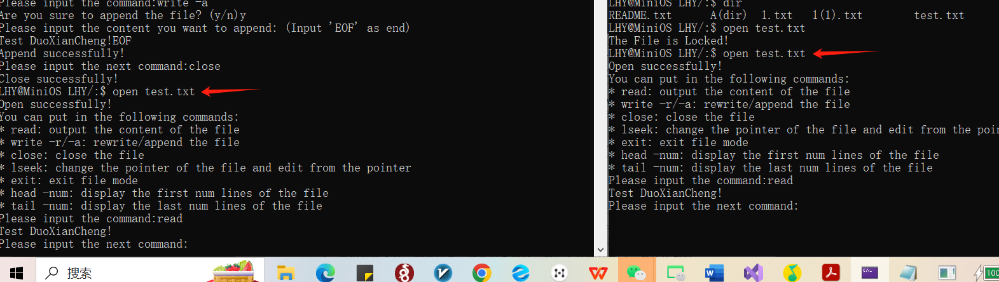 Please input the command:write -a
Are you sure to append the file? (y/n)y
Please input the content you want to append: (Input 'EOF' as end)
Test DuoXianCheng!EOF
Append successfully!
Please input the next command:close
Close successfully!
LHY@MiniOS LHY/:$ open test.txt
Open successfully!
You can put in the following commands:
* read: output the content of the file
* write -r/-a: rewrite/append the file
* close: close the file
* lseek: change the pointer of the file and edit from the pointer
* exit: exit file mode
* head -num: display the first num lines of the file
* tail -num: display the last num lines of the file
Please input the command:read
Test DuoXianCheng!
Please input the next command:
LHY@MiniOS LHY/:$ dir
README.txt A(dir) 1.txt 1(1).txt test.txt
LHY@MiniOS LHY/:$ open test.txt
The File is Locked!
LHY@MiniOS LHY/:$ open test.txt
Open successfully!
You can put in the following commands:
* read: output the content of the file
* write -r/-a: rewrite/append the file
* close: close the file
* lseek: change the pointer of the file and edit from the poi
* exit: exit file mode
* head -num: display the first num lines of the file
* tail -num: display the last num lines of the file
Please input the command:read
Test DuoXianCheng!
Please input the next command:
搜索
100